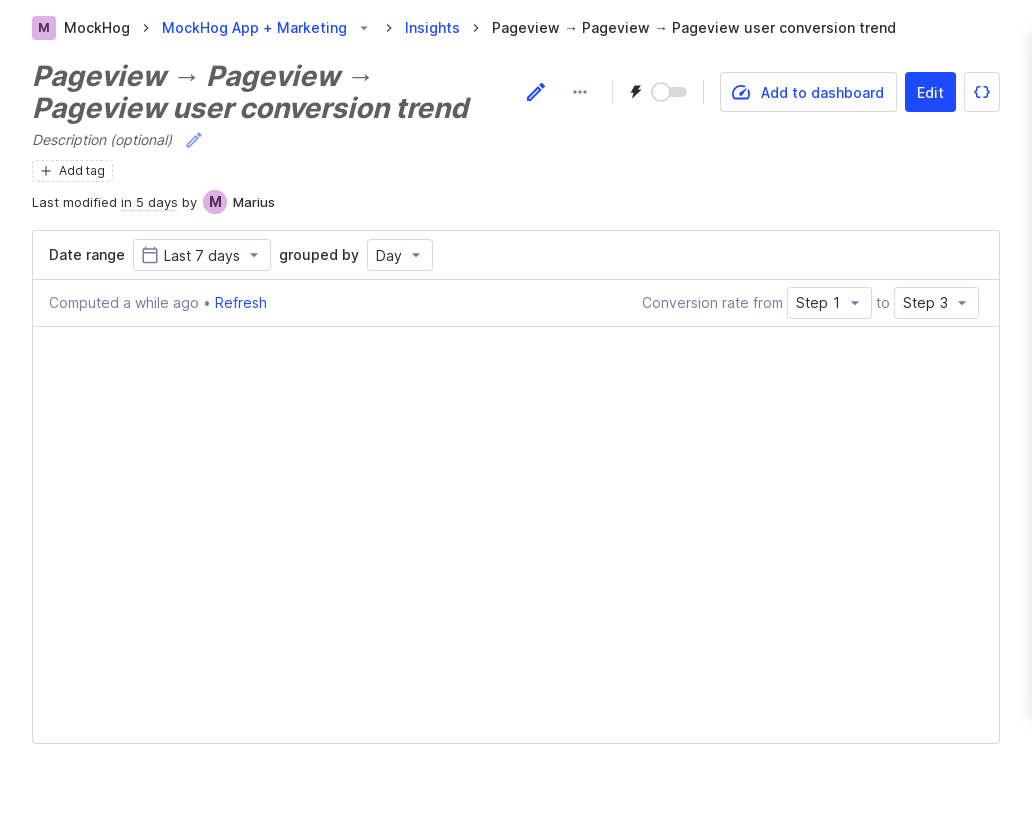 M MockHog MockHog App + Marketing Insights Pageview → Pageview → Pageview user conversion trend
Pageview → Pageview →
Pageview user conversion trend
Add to dashboard Edit {}
Description (optional)
+ Add tag
Last modified in 5 days by M Marius
Date range Last 7 days grouped by Day
Computed a while ago • Refresh Conversion rate from Step 1 to Step 3